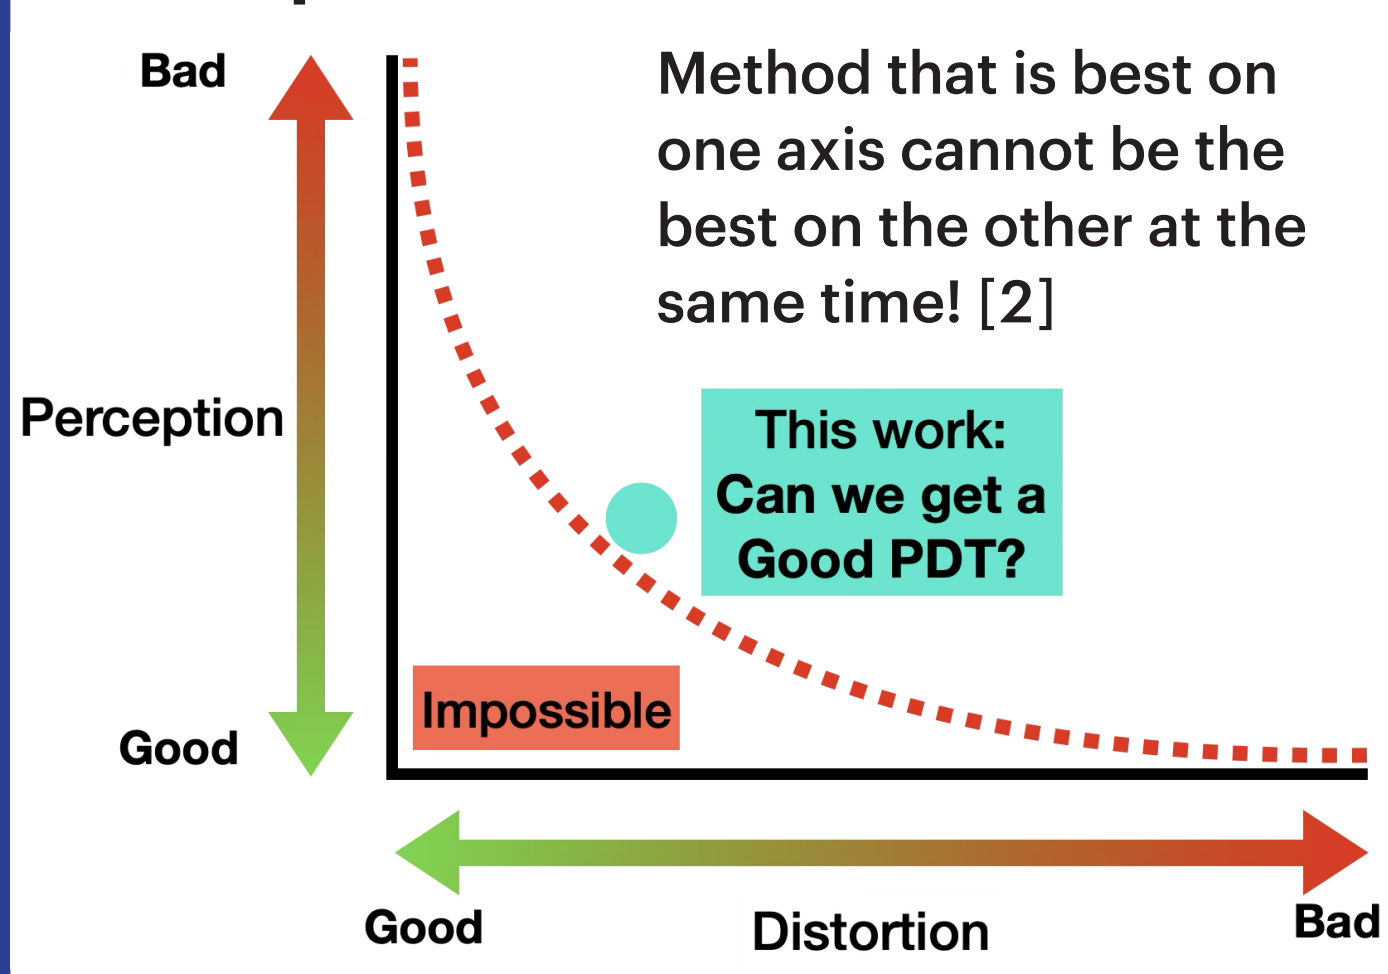 Bad
Method that is best on
one axis cannot be the
best on the other at the
same time! [2]
Perception
This work:
Can we get a
Good PDT?
Impossible
Good
Good
Distortion
Bad